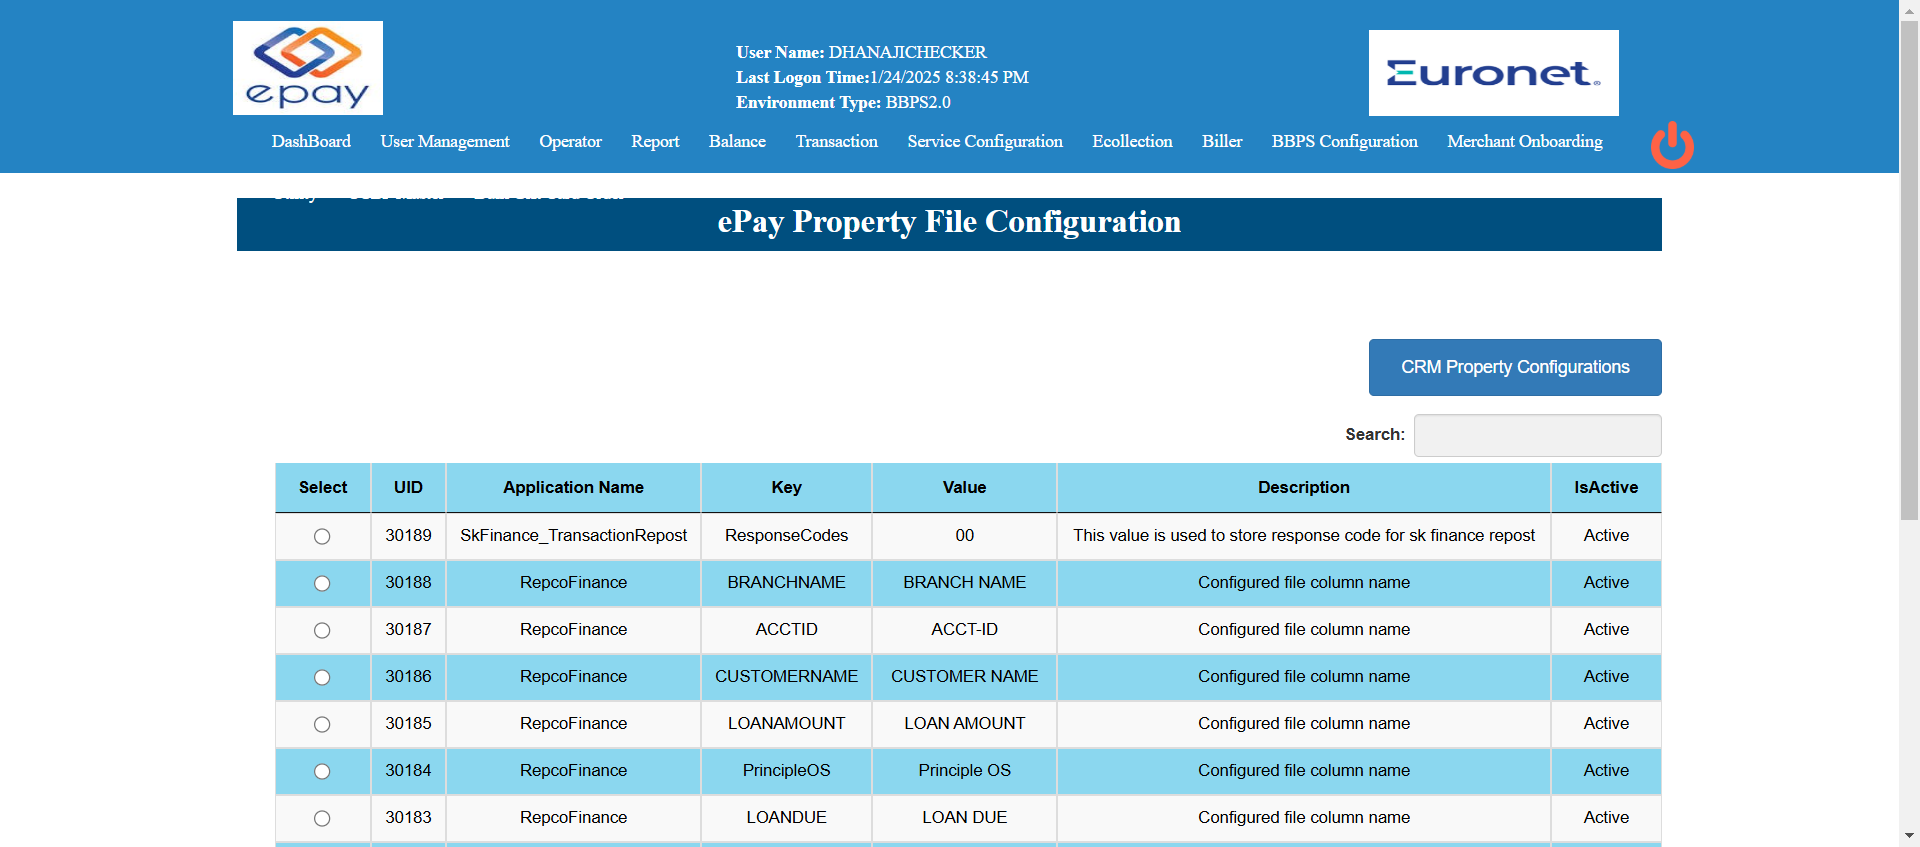 epay
User Name: DHANAJICHECKER
Last Logon Time:1/24/2025 8:38:45 PM
Environment Type: BBPS2.0
Euronet
DashBoard User Management Operator Report Balance Transaction Service Configuration Ecollection Biller BBPS Configuration Merchant Onboarding
ePay Property File Configuration
CRM Property Configurations
Search:
Select UID Application Name Key Value Description IsActive
30189 SkFinance_TransactionRepost ResponseCodes 00 This value is used to store response code for sk finance repost Active
30188 RepcoFinance BRANCHNAME BRANCH NAME Configured file column name Active
30187 RepcoFinance ACCTID ACCT-ID Configured file column name Active
30186 RepcoFinance CUSTOMERNAME CUSTOMER NAME Configured file column name Active
30185 RepcoFinance LOANAMOUNT LOAN AMOUNT Configured file column name Active
30184 RepcoFinance PrincipleOS Principle OS Configured file column name Active
30183 RepcoFinance LOANDUE LOAN DUE Configured file column name Active